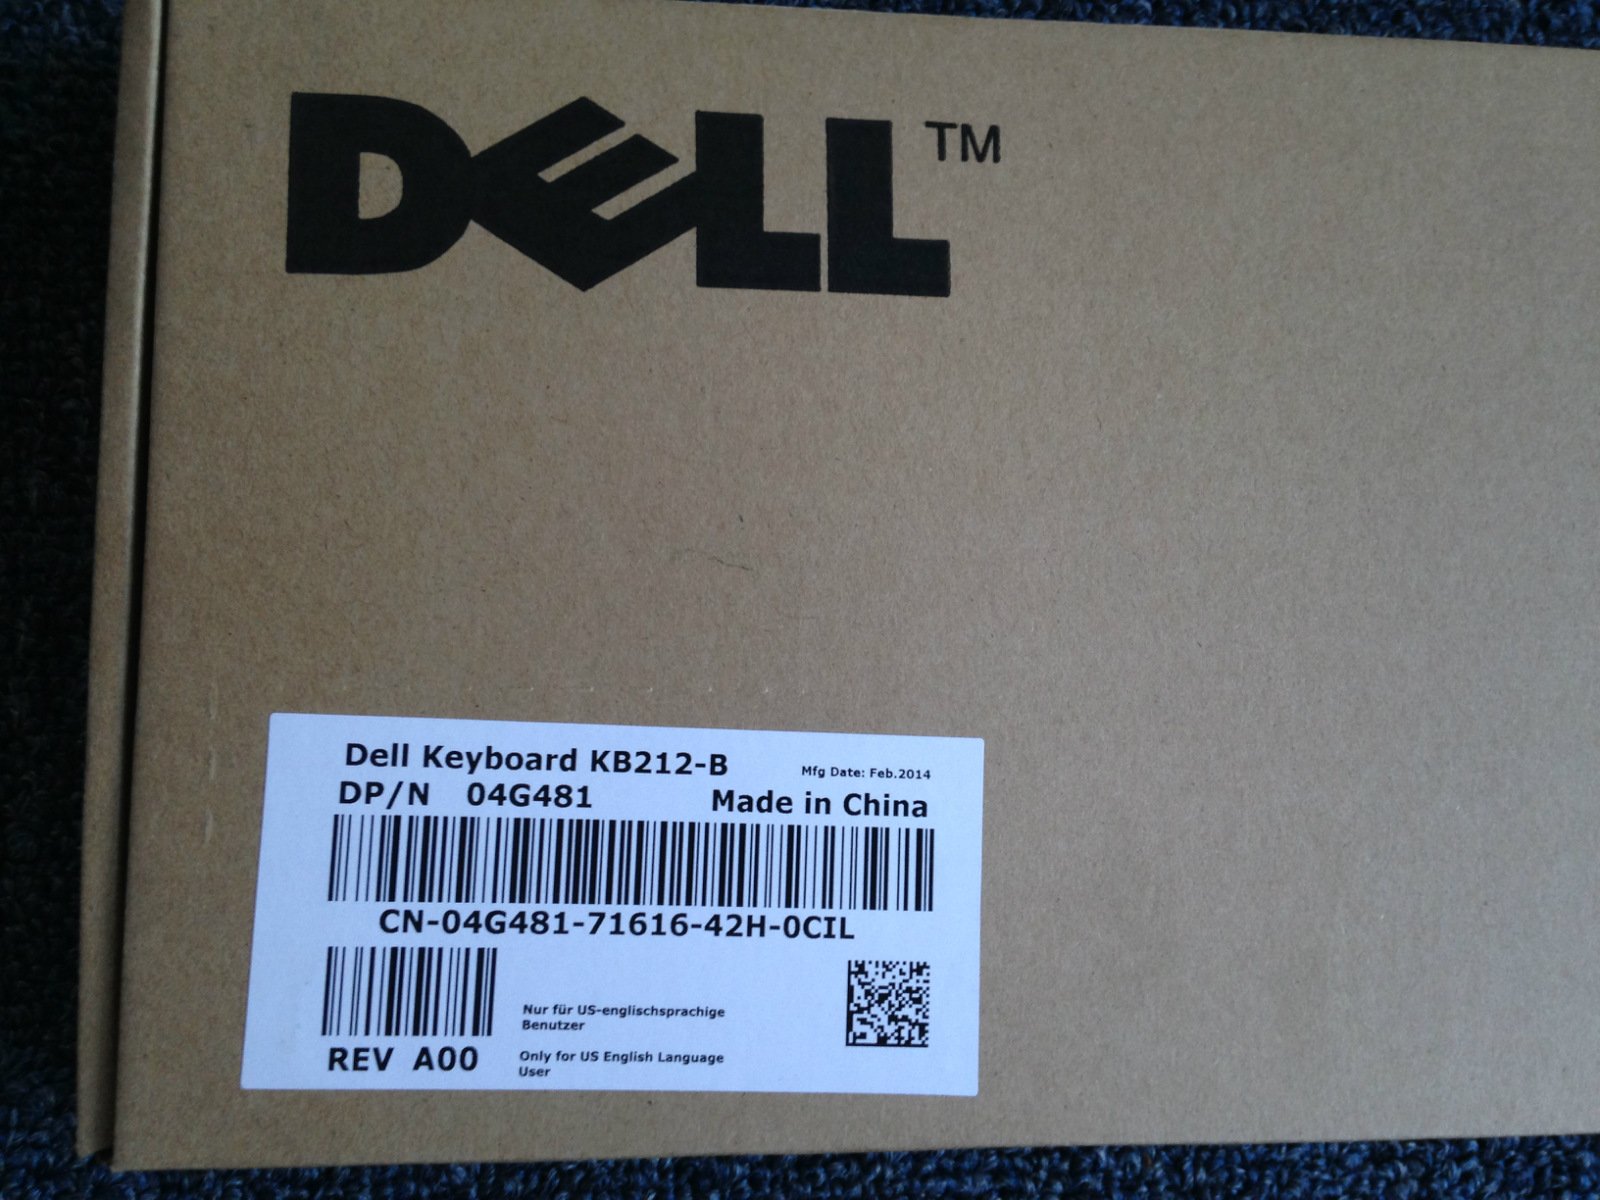 DELL™
Dell Keyboard KB212-B
Mfg Date: Feb.2014
DP/N 04G481
Made in China
CN-04G481-71616-42H-0CIL
REV A00
Nur für US-englischsprachige
Benutzer
Only for US English Language
User